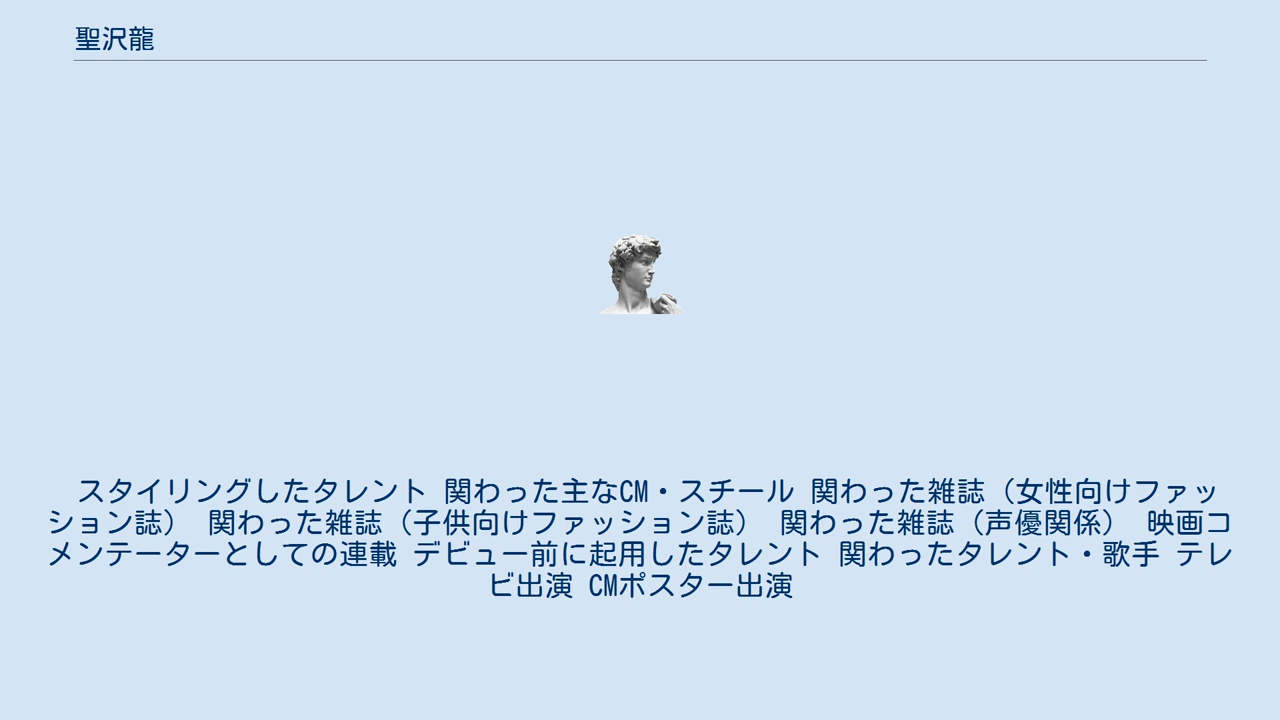 聖沢龍
スタイリングしたタレント 関わった主なCM・スチール 関わった雑誌（女性向けファッ
ション誌） 関わった雑誌（子供向けファッション誌） 関わった雑誌（声優関係） 映画コ
メンテーターとしての連載 デビュー前に起用したタレント 関わったタレント・歌手 テレ
ビ出演 CMポスター出演